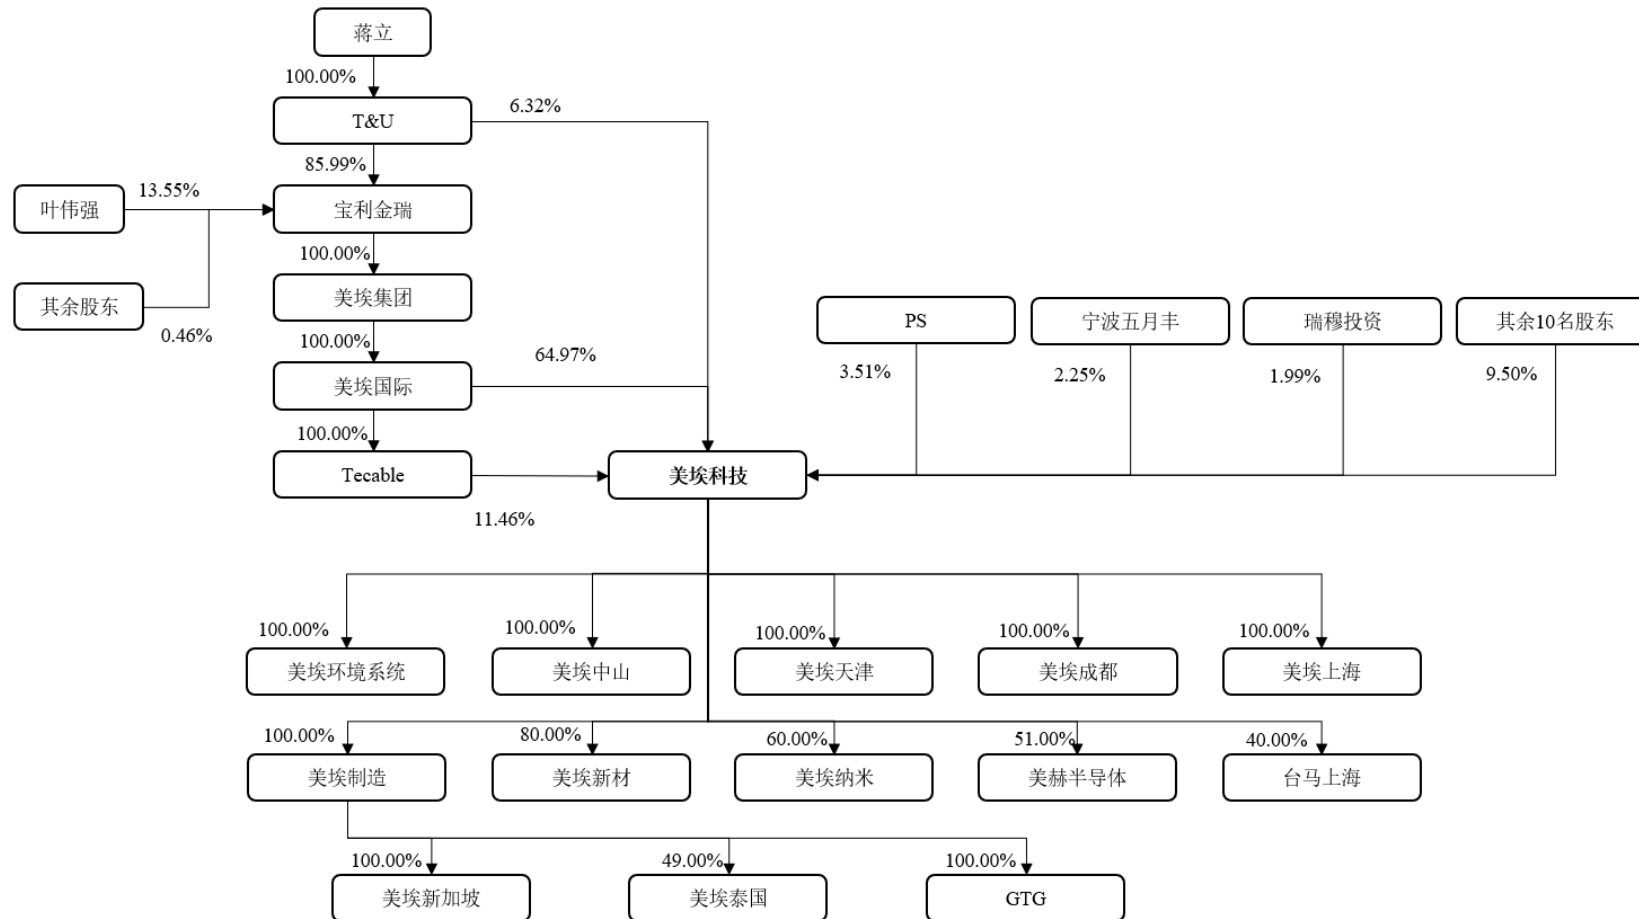 蒋立
100.00%
T&U
6.32%
85.99%
叶伟强
13.55%
宝利金瑞
100.00%
其余股东
0.46%
美埃集团
100.00%
美埃国际
64.97%
100.00%
Tecable
11.46%
美埃科技
PS
宁波五月丰
瑞穆投资
其余10名股东
3.51%
2.25%
1.99%
9.50%
100.00%
100.00%
100.00%
100.00%
100.00%
美埃环境系统
美埃中山
美埃天津
美埃成都
美埃上海
100.00%
80.00%
60.00%
51.00%
40.00%
美埃制造
美埃新材
美埃纳米
美赫半导体
台马上海
100.00%
49.00%
100.00%
美埃新加坡
美埃泰国
GTG